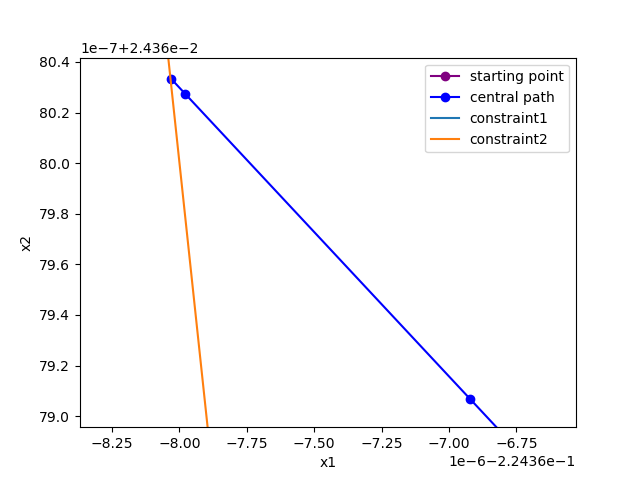 1e−7+2.436e−2
80.4
80.2
80.0
79.8
79.6
79.4
79.2
79.0
x2
starting point
central path
constraint1
constraint2
−8.25 −8.00 −7.75 −7.50 −7.25 −7.00 −6.75
x1
1e−6−2.2436e−1